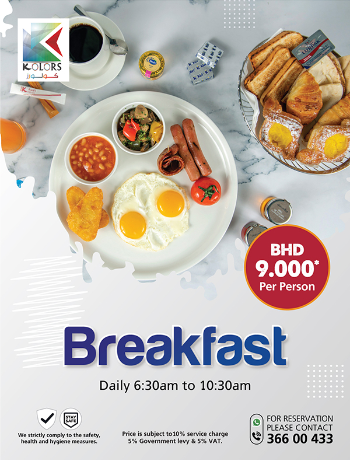 KOLORS
كولورز
BHD
9.000*
Per Person
Breakfast
Daily 6:30am to 10:30am
STAY
SAFE
We strictly comply to the safety,
health and hygiene measures.
Price is subject to10% service charge
5% Government levy & 5% VAT.
FOR RESERVATION
PLEASE CONTACT
366 00 433